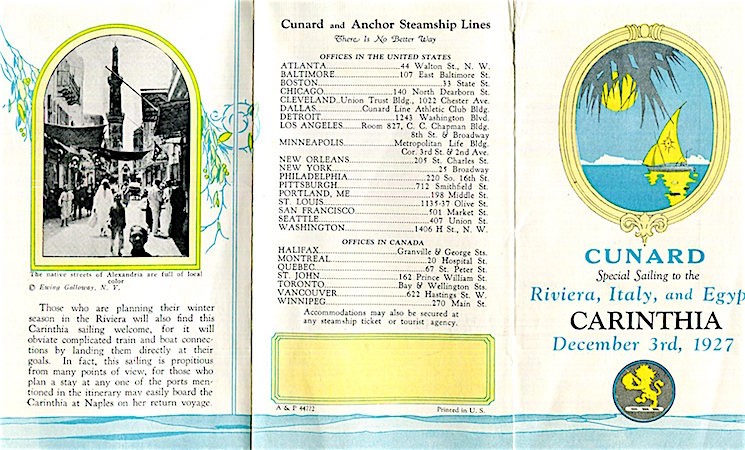 The native streets of Alexandria are full of local
color
© Ewing Galloway, N. Y.
Those who are planning their winter
season in the Riviera will also find this
Carinthia sailing welcome, for it will
obviate complicated train and boat connec-
tions by landing them directly at their
goals. In fact, this sailing is propitious
from many points of view, for those who
plan a stay at any one of the ports men-
tioned in the itinerary may easily board the
Carinthia at Naples on her return voyage.
Cunard and Anchor Steamship Lines
There Is No Better Way
OFFICES IN THE UNITED STATES
ATLANTA....................44 Walton St., N. W.
BALTIMORE................107 East Baltimore St.
BOSTON.............................33 State St.
CHICAGO..................140 North Dearborn St.
CLEVELAND..Union Trust Bldg., 1022 Chester Ave.
DALLAS..............Cunard Line Athletic Club Bldg.
DETROIT....................1243 Washington Blvd.
LOS ANGELES......Room 827, C. C. Chapman Bldg.
8th St. & Broadway
MINNEAPOLIS................Metropolitan Life Bldg.
Cor. 3rd St. & 2nd Ave.
NEW ORLEANS................205 St. Charles St.
NEW YORK..........................25 Broadway
PHILADELPHIA..................220 So. 16th St.
PITTSBURGH..................712 Smithfield St.
PORTLAND, ME..................198 Middle St.
ST. LOUIS......................1135-37 Olive St.
SAN FRANCISCO..................501 Market St.
SEATTLE..........................407 Union St.
WASHINGTON..................1406 H St., N. W.
OFFICES IN CANADA
HALIFAX....................Granville & George Sts.
MONTREAL........................20 Hospital St.
QUEBEC..........................67 St. Peter St.
ST. JOHN..................162 Prince William St.
TORONTO..................Bay & Wellington Sts.
VANCOUVER................622 Hastings St. W.
WINNIPEG..........................270 Main St.
Accommodations may also be secured at
any steamship ticket or tourist agency.
A & P 44772
Printed in U. S.
CUNARD
Special Sailing to the
Riviera, Italy, and Egyp
CARINTHIA
December 3rd, 1927